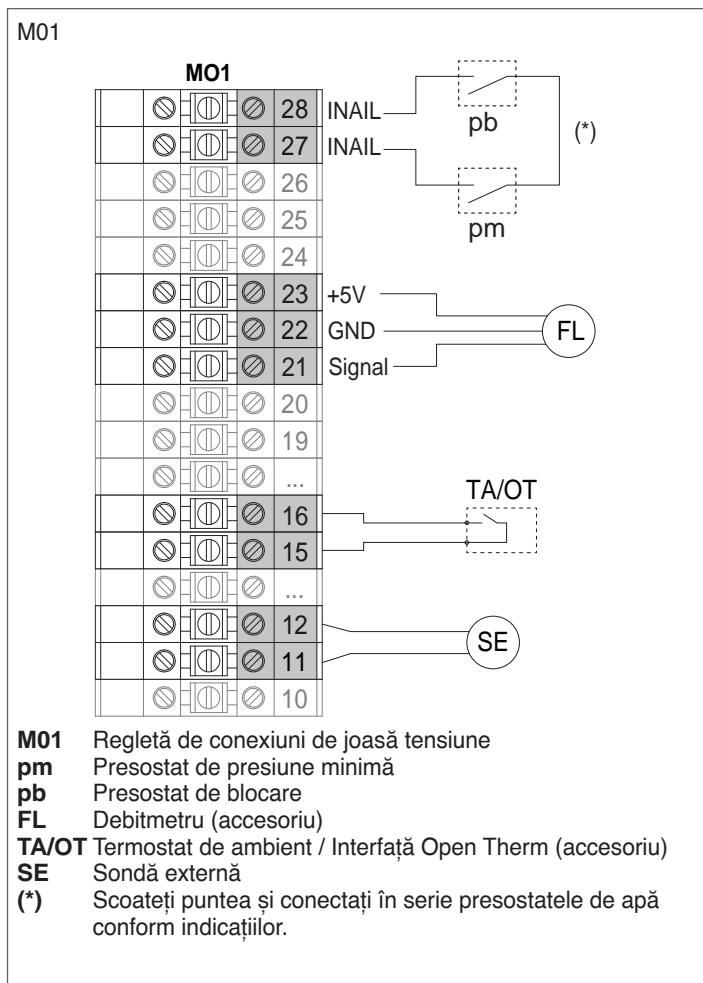 M01
MO1
28 INAIL
pb
(*)
27 INAIL
26
pm
25
24
23 +5V
22 GND
FL
21 Signal
20
19
...
TA/OT
16
15
...
12
SE
11
10
M01 Regletă de conexiuni de joasă tensiune
pm Presostat de presiune minimă
pb Presostat de blocare
FL Debitmetru (accesoriu)
TA/OT Termostat de ambient / Interfață Open Therm (accesoriu)
SE Sondă externă
(*) Scoateți puntea și conectați în serie presostatele de apă
conform indicațiilor.